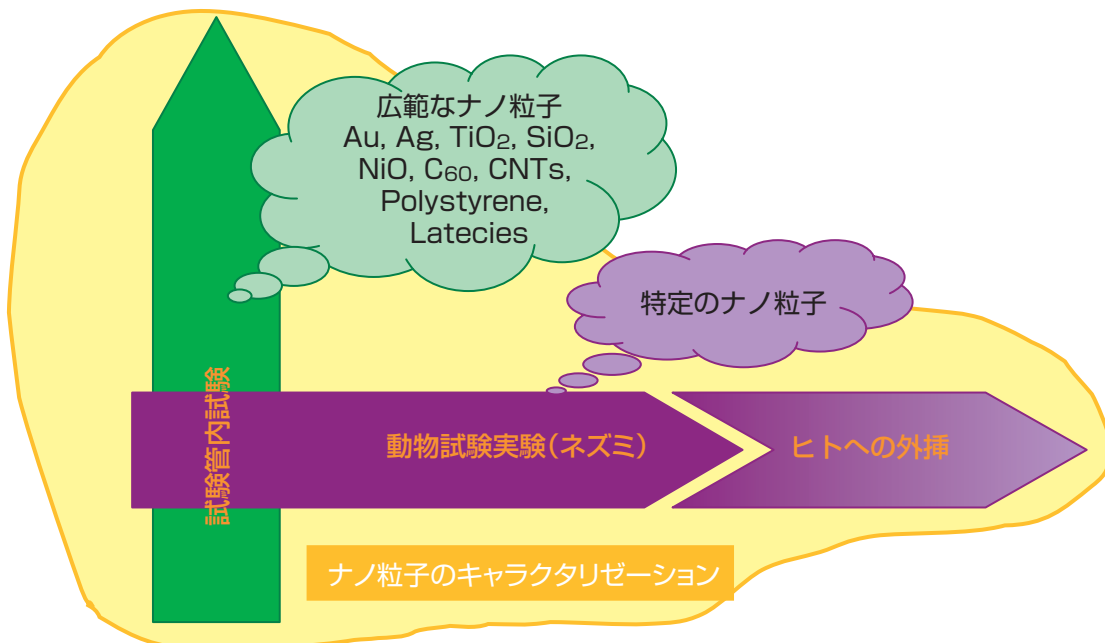 広範なナノ粒子
Au, Ag, TiO₂, SiO₂,
NiO, C₆₀, CNTs,
Polystyrene,
Latecies
特定のナノ粒子
試験管内試験
動物試験実験(ネズミ)
ヒトへの外挿
ナノ粒子のキャラクタリゼーション